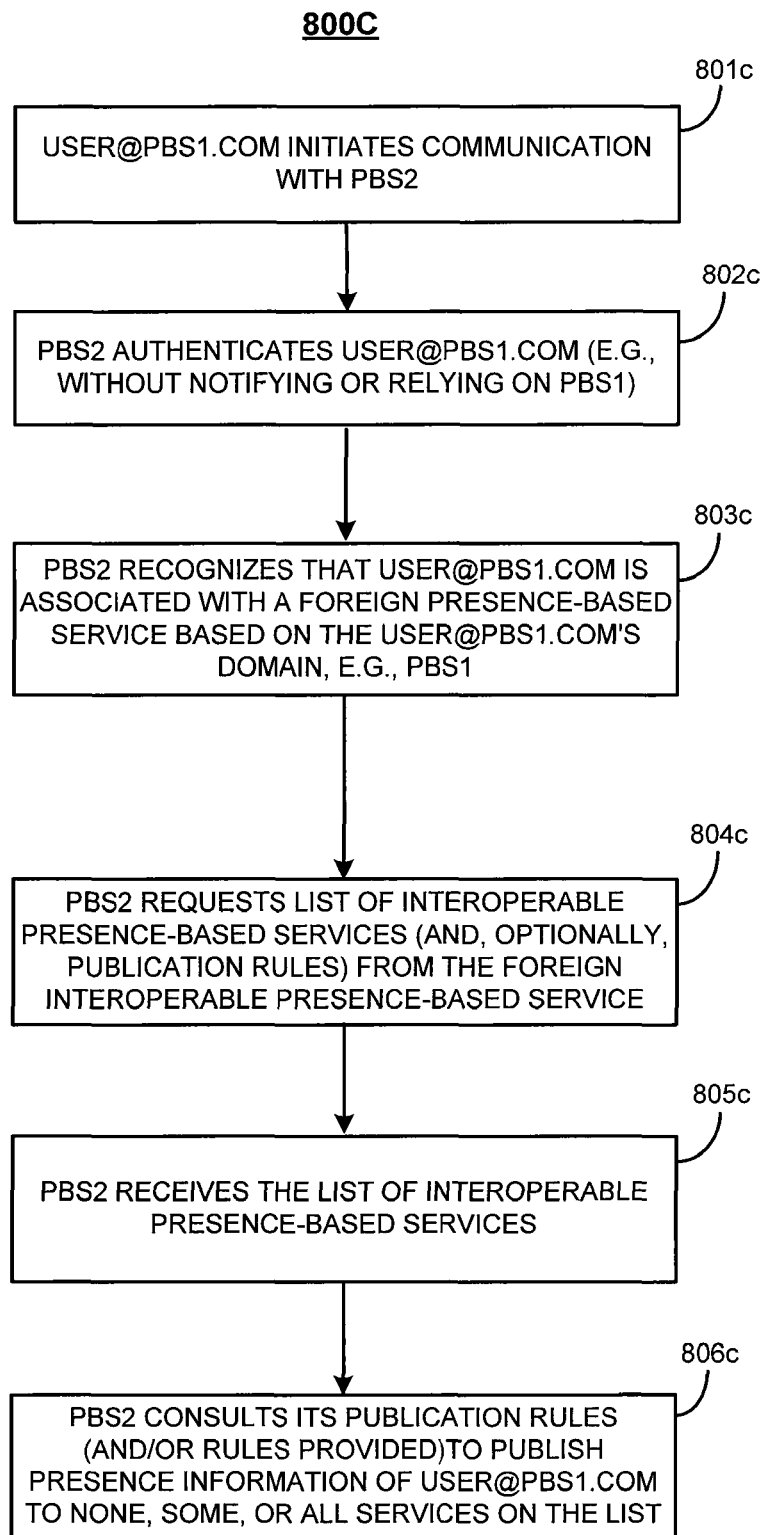 800C
801c
USER@PBS1.COM INITIATES COMMUNICATION
WITH PBS2
802c
PBS2 AUTHENTICATES USER@PBS1.COM (E.G.,
WITHOUT NOTIFYING OR RELYING ON PBS1)
803c
PBS2 RECOGNIZES THAT USER@PBS1.COM IS
ASSOCIATED WITH A FOREIGN PRESENCE-BASED
SERVICE BASED ON THE USER@PBS1.COM'S
DOMAIN, E.G., PBS1
804c
PBS2 REQUESTS LIST OF INTEROPERABLE
PRESENCE-BASED SERVICES (AND, OPTIONALLY,
PUBLICATION RULES) FROM THE FOREIGN
INTEROPERABLE PRESENCE-BASED SERVICE
805c
PBS2 RECEIVES THE LIST OF INTEROPERABLE
PRESENCE-BASED SERVICES
806c
PBS2 CONSULTS ITS PUBLICATION RULES
(AND/OR RULES PROVIDED)TO PUBLISH
PRESENCE INFORMATION OF USER@PBS1.COM
TO NONE, SOME, OR ALL SERVICES ON THE LIST